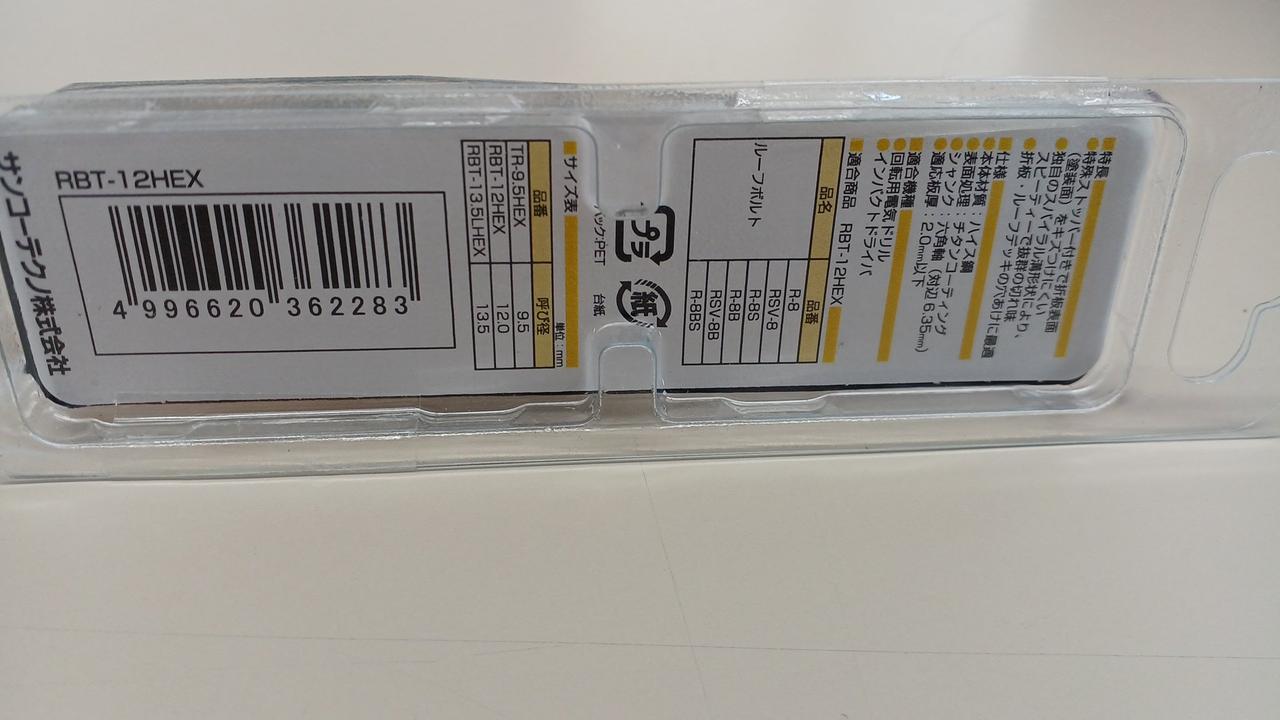 ■特長
●特殊ストッパー付きで折板表面
（塗装面）をキズつけにくい
●独自のスパイラル溝形状により、
スピーディーで抜群の切れ味
●折板・ルーフデッキの穴あけに最適
■仕様
●本体材質：ハイス鋼
●表面処理：チタンコーティング
●シャンク：六角軸（対辺6.35mm）
●適応板厚：2.0mm以下
■適合機種
●回転用電気ドリル
●インパクトドライバ
■適合商品 RBT-12HEX
品名 品番
ルーフボルト R-8
RSV-8
R-8S
R-8B
RSV-8B
R-8BS
プラ
紙
パック:PET 台紙
■サイズ表 単位：mm
品番 呼び径
TR-9.5HEX 9.5
RBT-12HEX 12.0
RBT-13.5LHEX 13.5
RBT-12HEX
4 996620 362283
サンコーテクノ株式会社